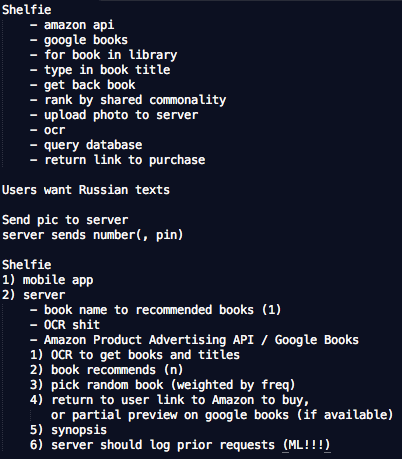 Shelfie
- amazon api
- google books
- for book in library
- type in book title
- get back book
- rank by shared commonality
- upload photo to server
- ocr
- query database
- return link to purchase
Users want Russian texts
Send pic to server
server sends number(, pin)
Shelfie
1) mobile app
2) server
- book name to recommended books (1)
- OCR shit
- Amazon Product Advertising API / Google Books
1) OCR to get books and titles
2) book recommends (n)
3) pick random book (weighted by freq)
4) return to user link to Amazon to buy,
or partial preview on google books (if available)
5) synopsis
6) server should log prior requests (ML!!!)